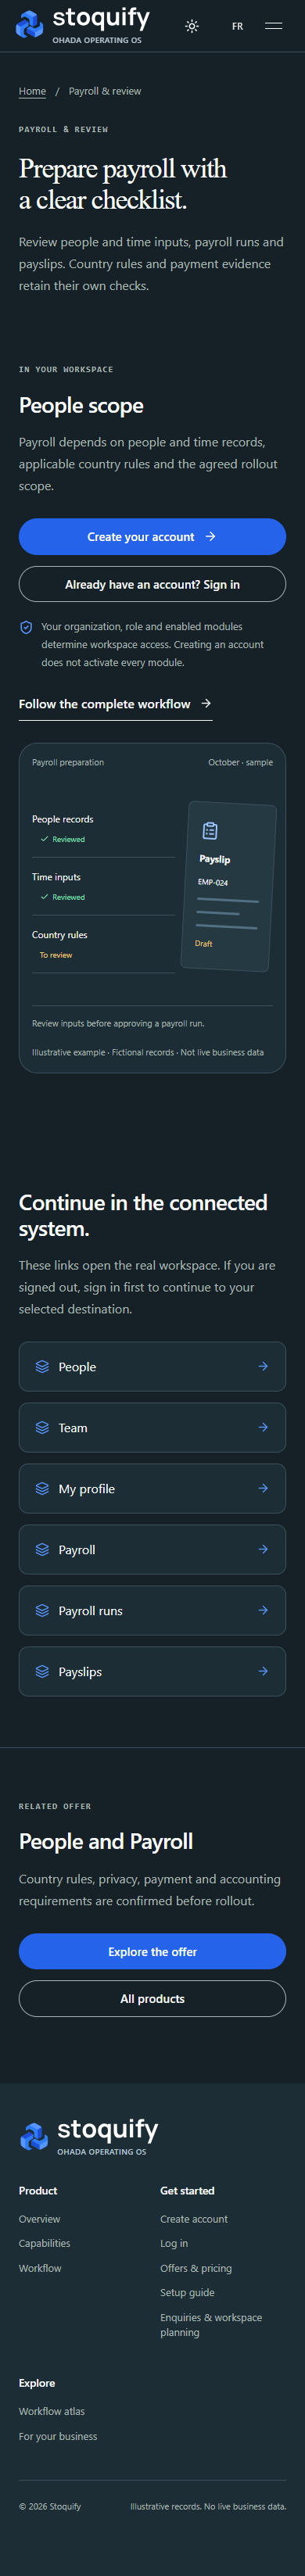 stoquify
OHADA OPERATING OS
FR
Home / Payroll & review
PAYROLL & REVIEW
Prepare payroll with
a clear checklist.
Review people and time inputs, payroll runs and
payslips. Country rules and payment evidence
retain their own checks.
IN YOUR WORKSPACE
People scope
Payroll depends on people and time records,
applicable country rules and the agreed rollout
scope.
Create your account
Already have an account? Sign in
Your organization, role and enabled modules
determine workspace access. Creating an account
does not activate every module.
Follow the complete workflow
Payroll preparation
October · sample
People records
Reviewed
Time inputs
Reviewed
Country rules
To review
Payslip
EMP-024
Draft
Review inputs before approving a payroll run.
Illustrative example · Fictional records · Not live business data
Continue in the connected
system.
These links open the real workspace. If you are
signed out, sign in first to continue to your
selected destination.
People
Team
My profile
Payroll
Payroll runs
Payslips
RELATED OFFER
People and Payroll
Country rules, privacy, payment and accounting
requirements are confirmed before rollout.
Explore the offer
All products
stoquify
OHADA OPERATING OS
Product
Overview
Capabilities
Workflow
Get started
Create account
Log in
Offers & pricing
Setup guide
Enquiries & workspace
planning
Explore
Workflow atlas
For your business
© 2026 Stoquify
Illustrative records. No live business data.